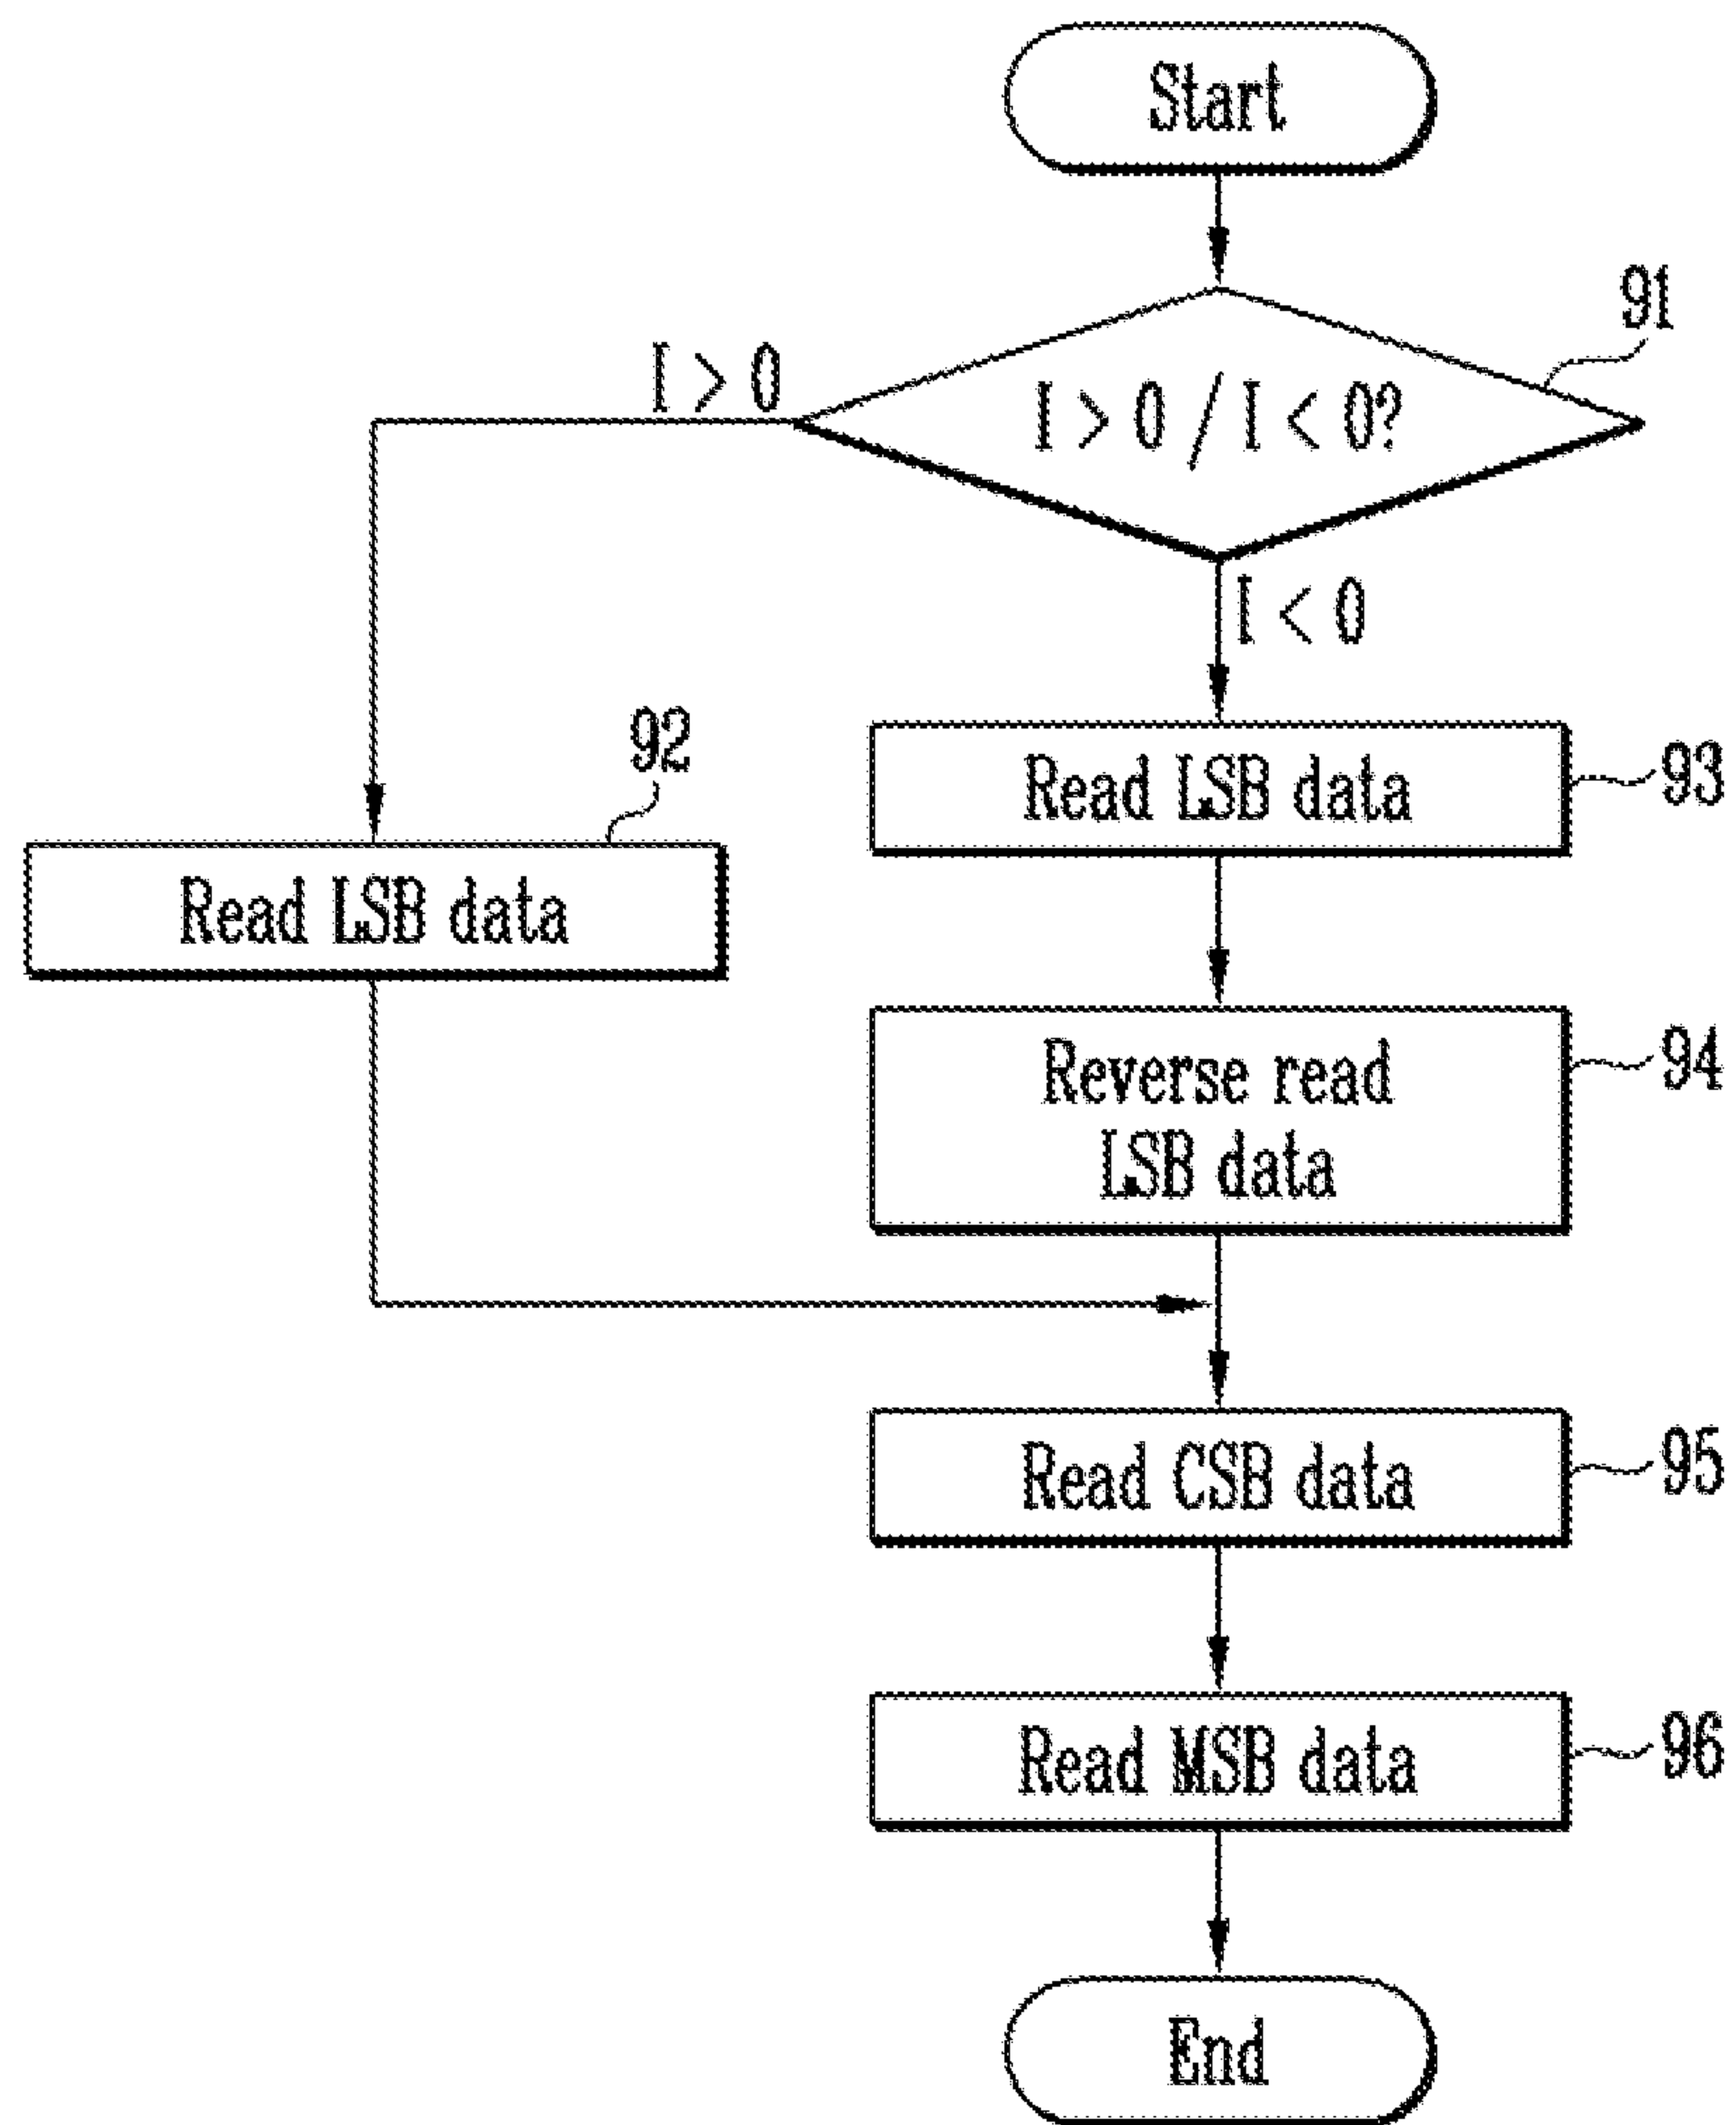 Start
91
I > 0
I > 0 / I < 0?
I < 0
92
Read LSB data
93
Read LSB data
Reverse read
LSB data
94
Read CSB data
95
Read MSB data
96
End